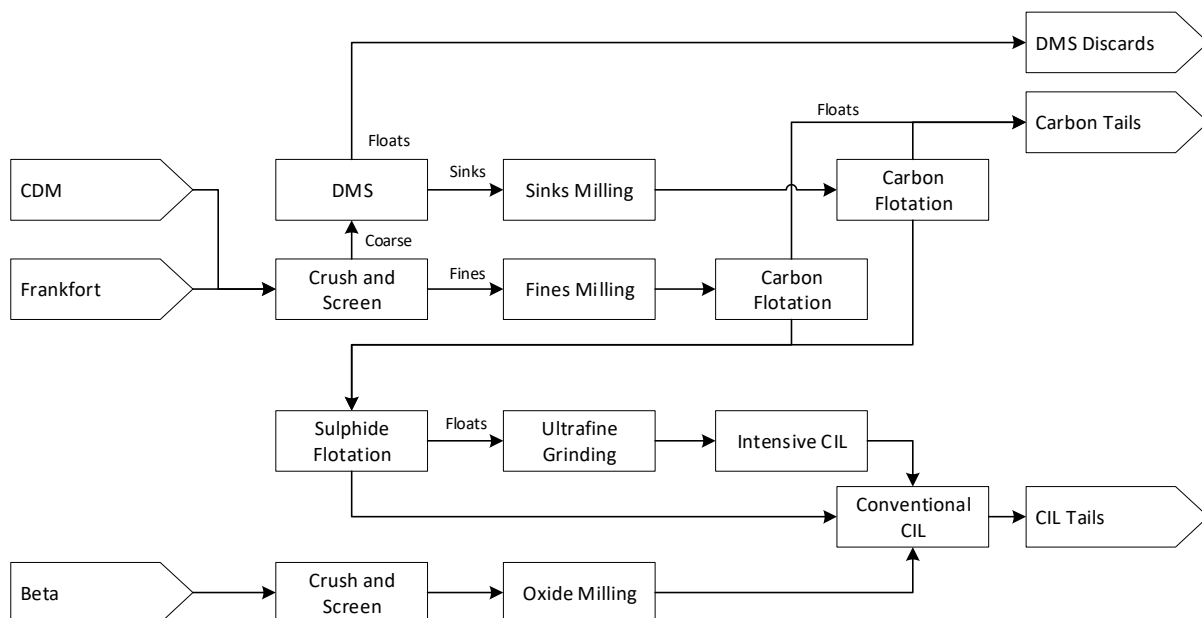 DMS Discards
Floats
Carbon Tails
Floats
CDM
DMS
Sinks
Sinks Milling
Carbon
Flotation
Coarse
Frankfort
Crush and
Screen
Fines
Fines Milling
Carbon
Flotation
Sulphide
Flotation
Floats
Ultrafine
Grinding
Intensive CIL
Conventional
CIL
CIL Tails
Beta
Crush and
Screen
Oxide Milling